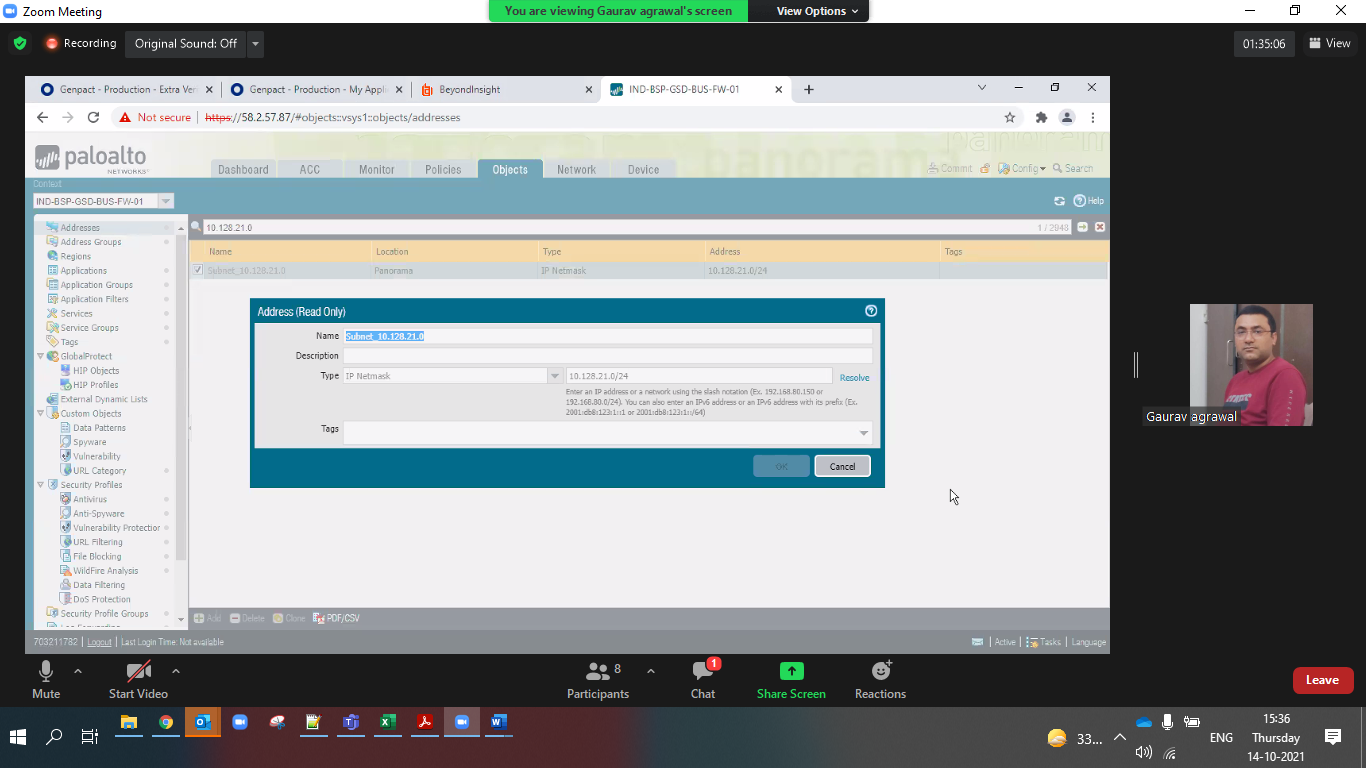 Zoom Meeting
You are viewing Gaurav agrawal's screen
View Options
Recording
Original Sound: Off
01:35:06
View
Genpact - Production - Extra Ver
Genpact - Production - My Appli
BeyondInsight
IND-BSP-GSD-BUS-FW-01
Not secure
https://58.2.57.87/#objects::vsys1::objects/addresses
paloalto
NETWORKS
Dashboard
ACC
Monitor
Policies
Objects
Network
Device
Commit
Config
Search
Context
IND-BSP-GSD-BUS-FW-01
Help
Addresses
Address Groups
Regions
Applications
Application Groups
Application Filters
Services
Service Groups
Tags
GlobalProtect
HIP Objects
HIP Profiles
External Dynamic Lists
Custom Objects
Data Patterns
Spyware
Vulnerability
URL Category
Security Profiles
Antivirus
Anti-Spyware
Vulnerability Protection
URL Filtering
File Blocking
WildFire Analysis
Data Filtering
DoS Protection
Security Profile Groups
10.128.21.0
1 / 2048
Name Location Type Address Tags
Subnet_10.128.21.0 Panorama IP Netmask 10.128.21.0/24
Address (Read Only)
Name Subnet_10.128.21.0
Description
Type IP Netmask 10.128.21.0/24 Resolve
Enter an IP address or a network using the slash notation (Ex. 192.168.80.150 or
192.168.80.0/24). You can also enter an IPv6 address or an IPv6 address with its prefix (Ex.
2001:db8:123:1::1 or 2001:db8:123:1::/64)
Tags
OK
Cancel
Add
Delete
Clone
PDF/CSV
703211782 | Logout | Last Login Time: Not available
Active | Tasks | Language
Gaurav agrawal
Mute
Start Video
8
Participants
1
Chat
Share Screen
Reactions
Leave
33...
ENG
15:36
Thursday
14-10-2021